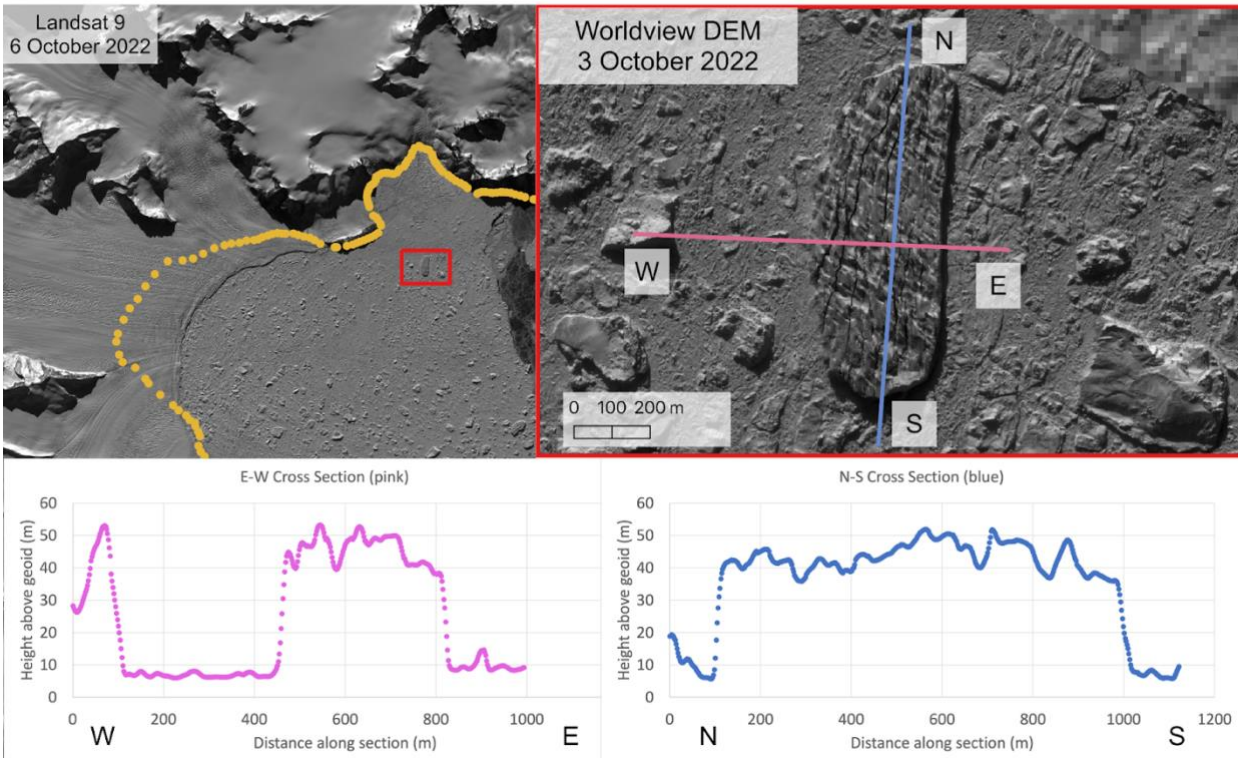 Landsat 9
6 October 2022
Worldview DEM
3 October 2022
N
W
E
S
0 100 200 m
E-W Cross Section (pink)
Height above geoid (m)
60
50
40
30
20
10
0
0 200 400 600 800 1000
W
Distance along section (m)
E
N-S Cross Section (blue)
Height above geoid (m)
60
50
40
30
20
10
0
0 200 400 600 800 1000 1200
N
Distance along section (m)
S